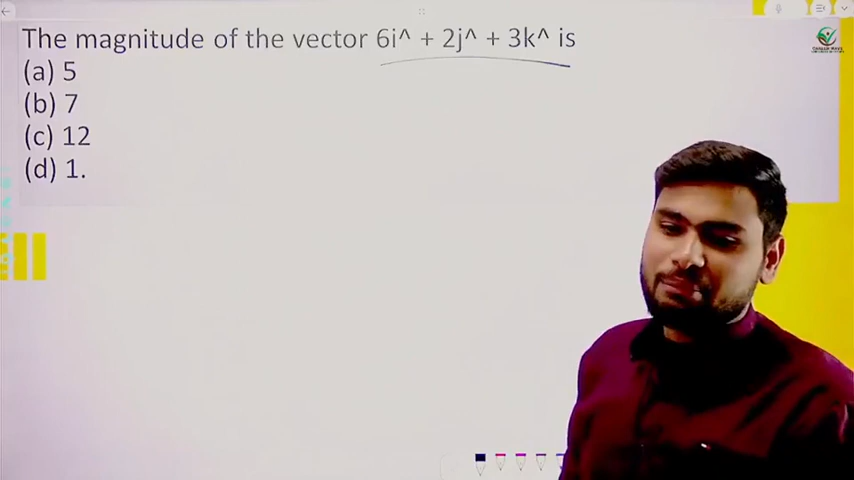 The magnitude of the vector 6i^ + 2j^ + 3k^ is
(a) 5
(b) 7
(c) 12
(d) 1.